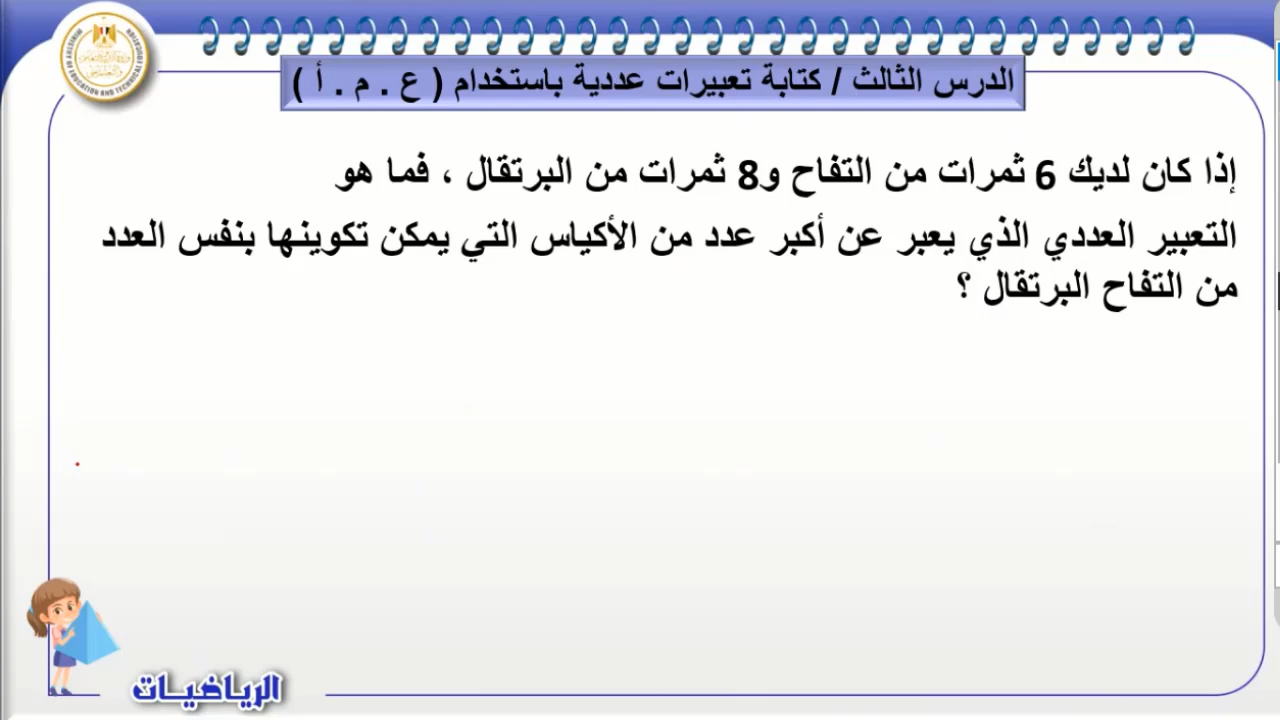 الدرس الثالث / كتابة تعبيرات عددية باستخدام ( ع . م . أ )
إذا كان لديك 6 ثمرات من التفاح و8 ثمرات من البرتقال ، فما هو
التعبير العددي الذي يعبر عن أكبر عدد من الأكياس التي يمكن تكوينها بنفس العدد
من التفاح البرتقال ؟
الرياضيات